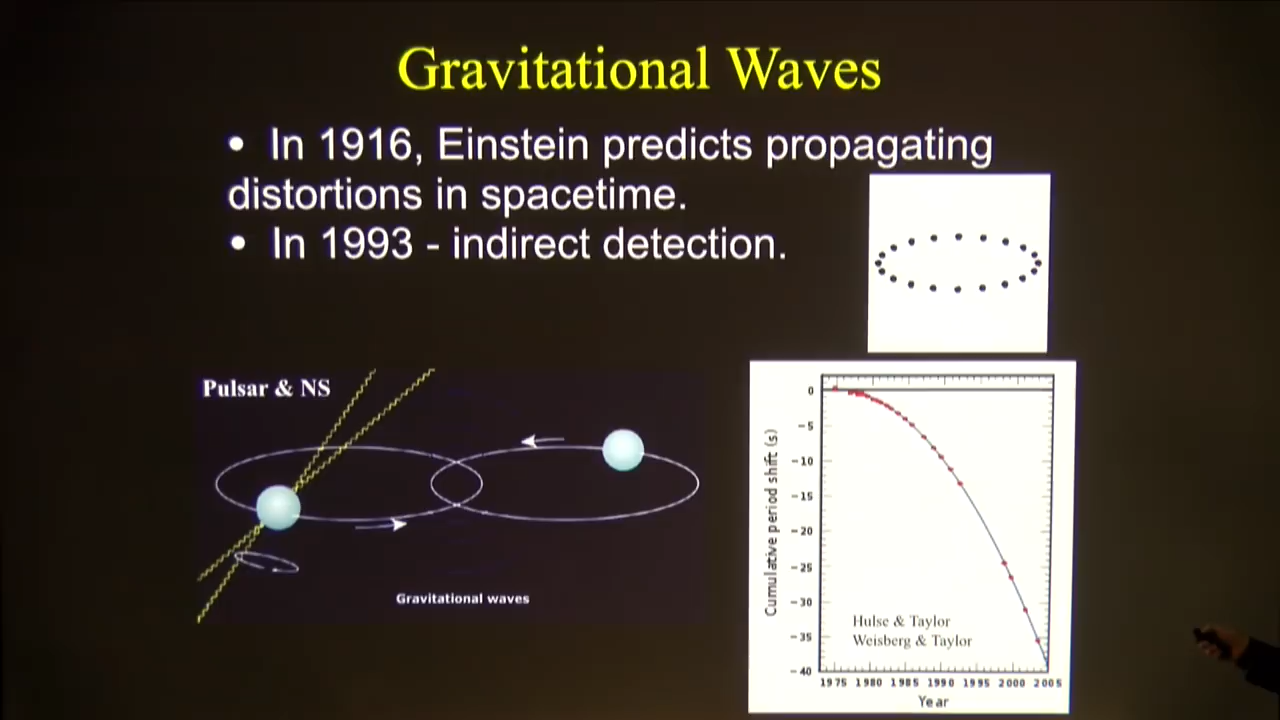 Gravitational Waves
• In 1916, Einstein predicts propagating
distortions in spacetime.
• In 1993 - indirect detection.
Pulsar & NS
Gravitational waves
Cumulative period shift (s)
0
−5
−10
−15
−20
−25
−30
−35
−40
Hulse & Taylor
Weisberg & Taylor
1975 1980 1985 1990 1995 2000 2005
Year